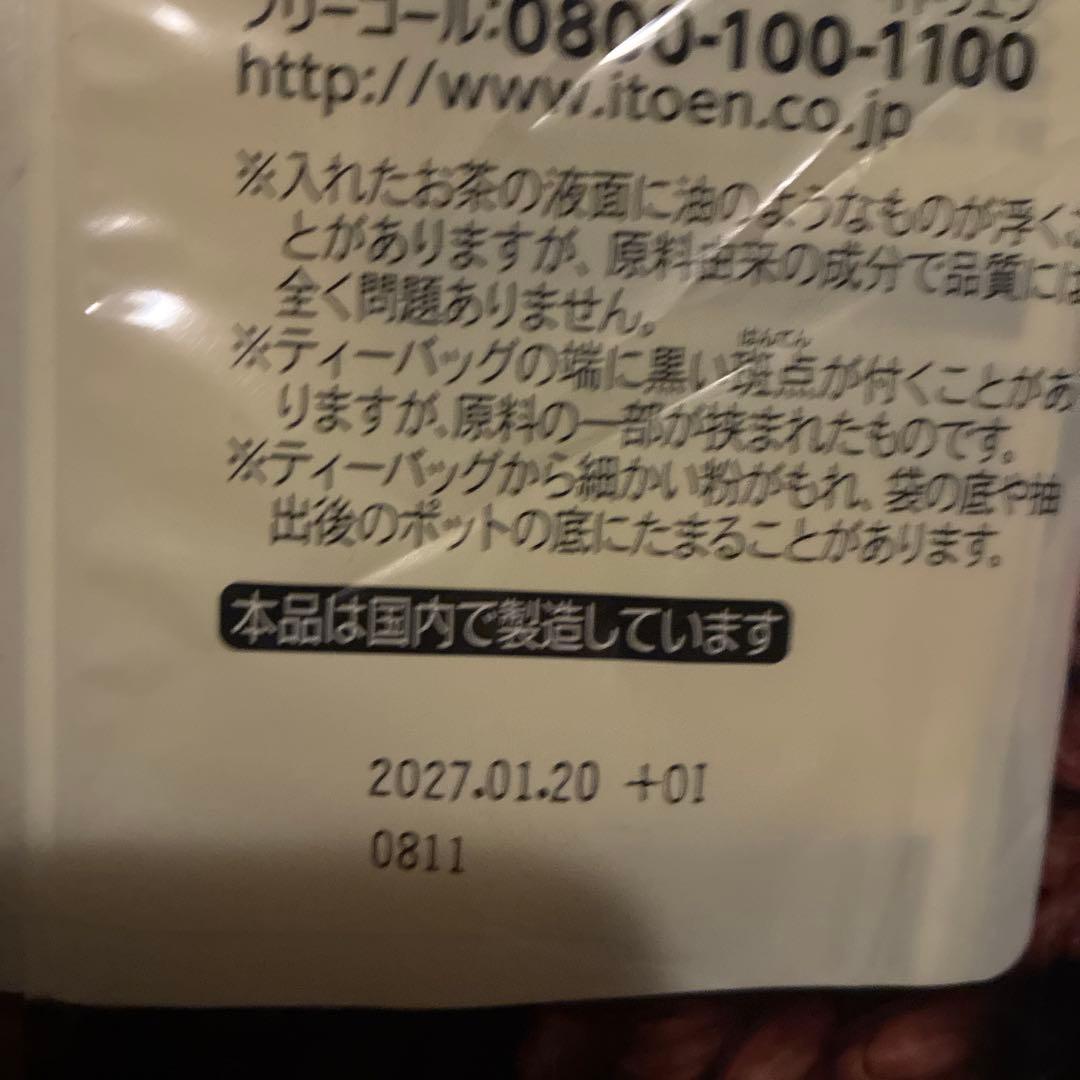 フリーコール:0800-100-1100
http://www.itoen.co.jp
※入れたお茶の液面に油のようなものが浮くこ
とがありますが、原料由来の成分で品質には
全く問題ありません。
はんてん
※ティーバッグの端に黒い斑点が付くことがあ
りますが、原料の一部が挟まれたものです。
※ティーバッグから細かい粉がもれ、袋の底や抽
出後のポットの底にたまることがあります。
本品は国内で製造しています
2027.01.20 +OI
0811